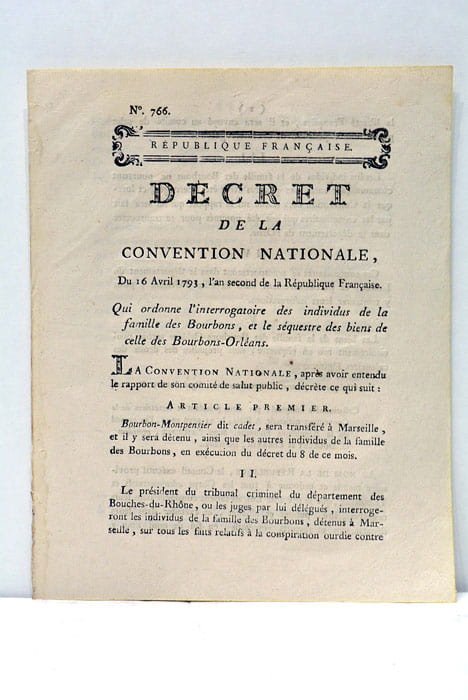 N.º 766.
RÉPUBLIQUE FRANÇAISE.
DÉCRET
DE LA
CONVENTION NATIONALE,
Du 16 Avril 1793, l'an second de la République Française.
Qui ordonne l'interrogatoire des individus de la
famille des Bourbons, et le séquestre des biens de
celle des Bourbons-Orléans.
LA CONVENTION NATIONALE, après avoir entendu
le rapport de son comité de salut public, décrète ce qui suit :
ARTICLE PREMIER.
Bourbon-Montpensier dit cadet, sera transféré à Marseille,
et il y sera détenu, ainsi que les autres individus de la famille
des Bourbons, en exécution du décret du 8 de ce mois.
II.
Le président du tribunal criminel du département des
Bouches-du-Rhône, ou les juges par lui délégués, interroge-
ront les individus de la famille des Bourbons, détenus à Mar-
seille, sur tous les faits relatifs à la conspiration ourdie contre